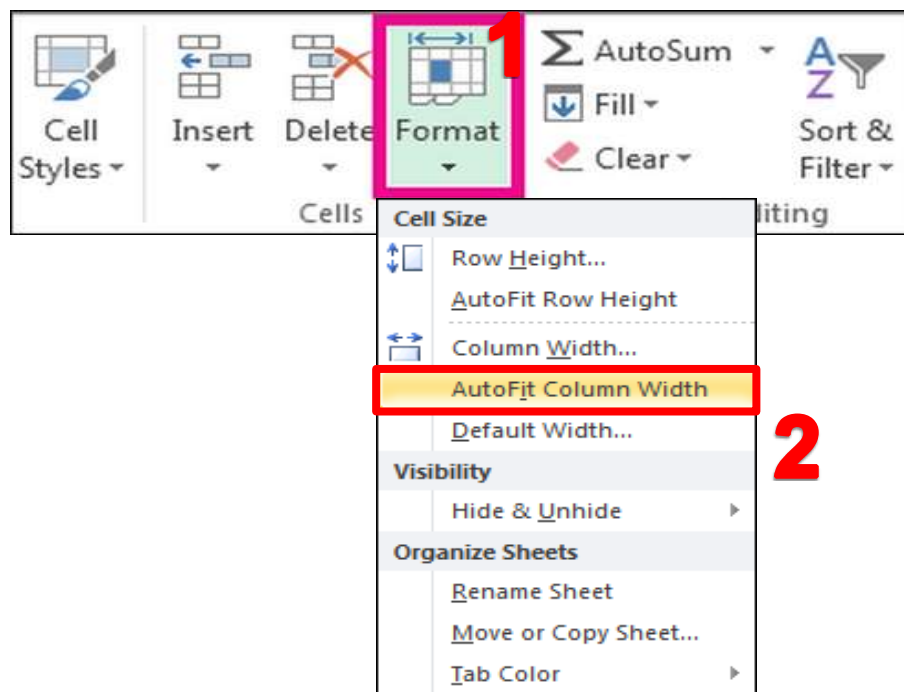 1
Cell
Styles
Insert
Delete
Format
AutoSum
Fill
Clear
A
Z
Sort &
Filter
Cells
iting
Cell Size
Row Height...
AutoFit Row Height
Column Width...
AutoFit Column Width
2
Default Width...
Visibility
Hide & Unhide
Organize Sheets
Rename Sheet
Move or Copy Sheet...
Tab Color